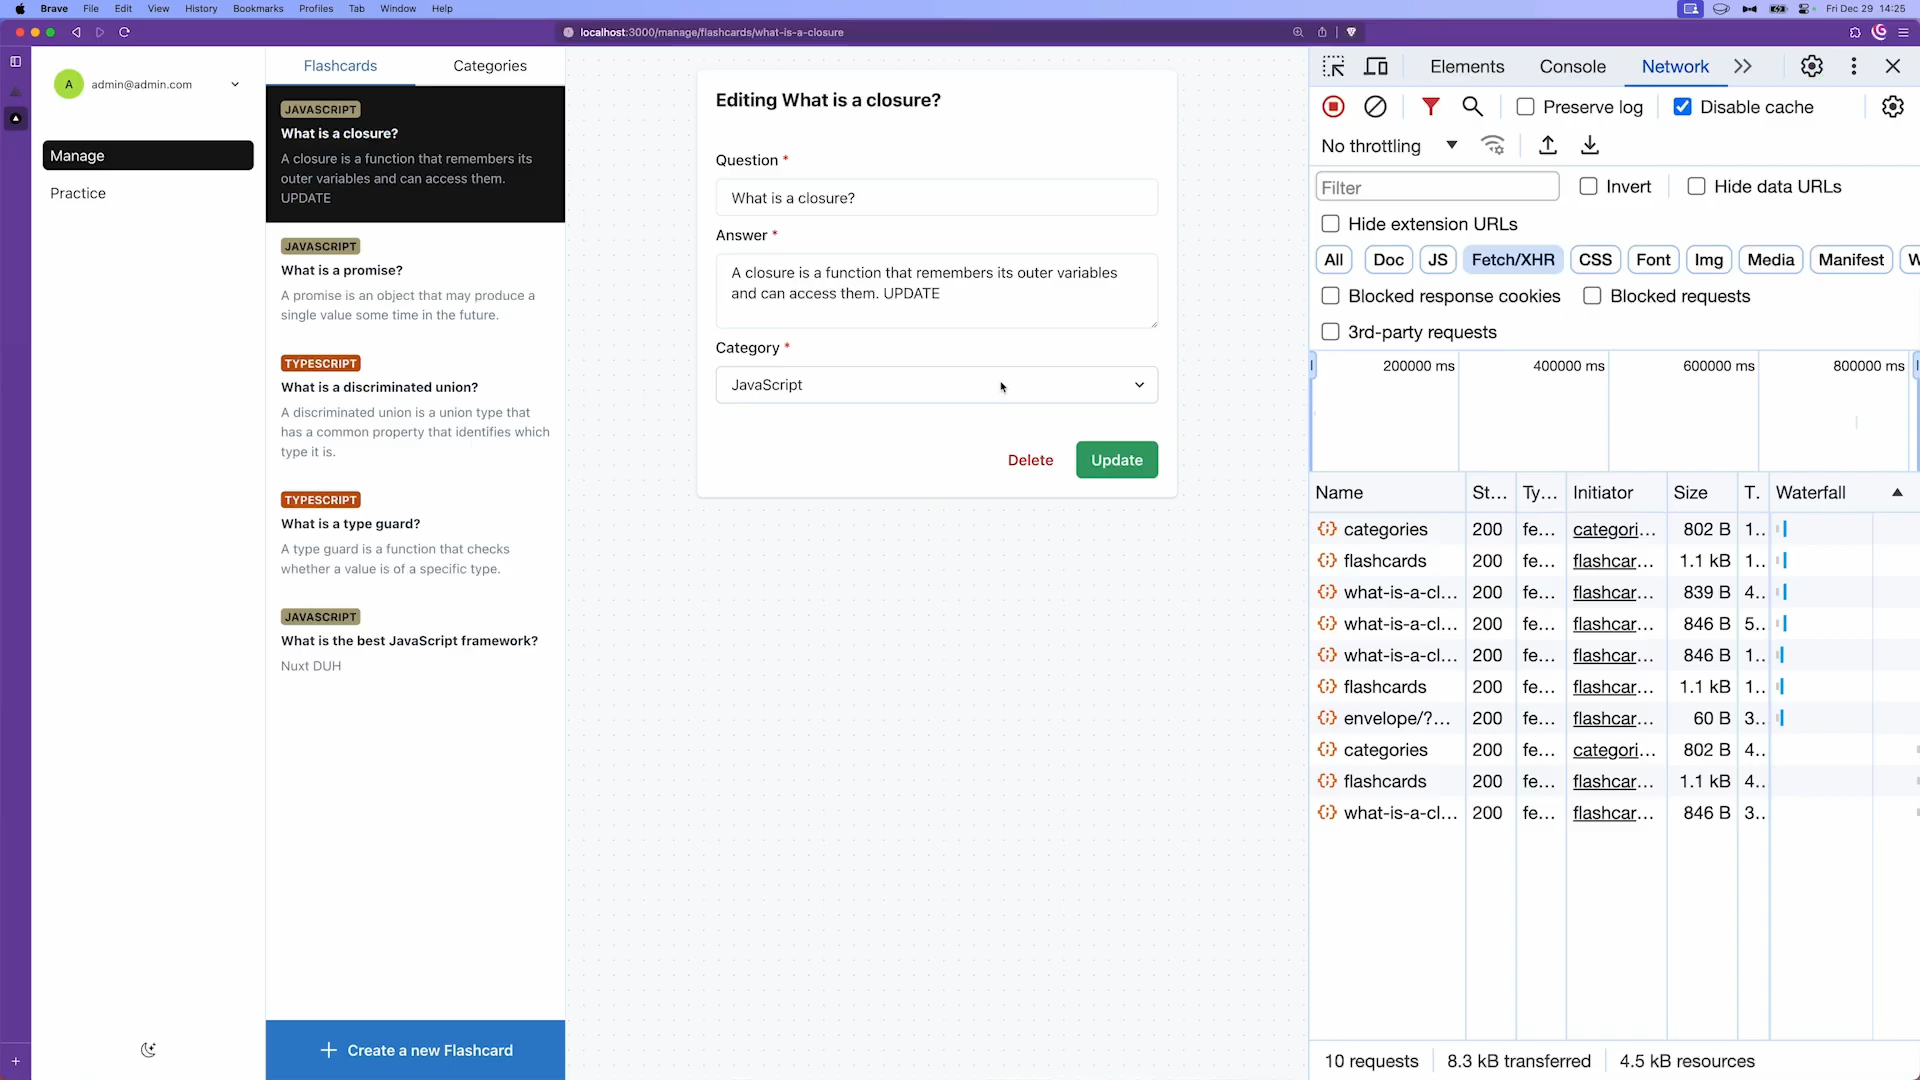 Brave File Edit View History Bookmarks Profiles Tab Window Help
Fri Dec 29 14:25
localhost:3000/manage/flashcards/what-is-a-closure
A admin@admin.com
Manage
Practice
Flashcards Categories
JAVASCRIPT
What is a closure?
A closure is a function that remembers its
outer variables and can access them.
UPDATE
JAVASCRIPT
What is a promise?
A promise is an object that may produce a
single value some time in the future.
TYPESCRIPT
What is a discriminated union?
A discriminated union is a union type that
has a common property that identifies which
type it is.
TYPESCRIPT
What is a type guard?
A type guard is a function that checks
whether a value is of a specific type.
JAVASCRIPT
What is the best JavaScript framework?
Nuxt DUH
+ Create a new Flashcard
Editing What is a closure?
Question *
What is a closure?
Answer *
A closure is a function that remembers its outer variables
and can access them. UPDATE
Category *
JavaScript
Delete Update
Elements Console Network
Preserve log Disable cache
No throttling
Filter Invert Hide data URLs
Hide extension URLs
All Doc JS Fetch/XHR CSS Font Img Media Manifest W
Blocked response cookies Blocked requests
3rd-party requests
200000 ms 400000 ms 600000 ms 800000 ms
Name St... Ty... Initiator Size T. Waterfall
categories 200 fe... categori... 802 B 1..
flashcards 200 fe... flashcar... 1.1 kB 1..
what-is-a-cl... 200 fe... flashcar... 839 B 4..
what-is-a-cl... 200 fe... flashcar... 846 B 5..
what-is-a-cl... 200 fe... flashcar... 846 B 1..
flashcards 200 fe... flashcar... 1.1 kB 1..
envelope/?... 200 fe... flashcar... 60 B 3..
categories 200 fe... categori... 802 B 4..
flashcards 200 fe... flashcar... 1.1 kB 4..
what-is-a-cl... 200 fe... flashcar... 846 B 3..
10 requests 8.3 kB transferred 4.5 kB resources